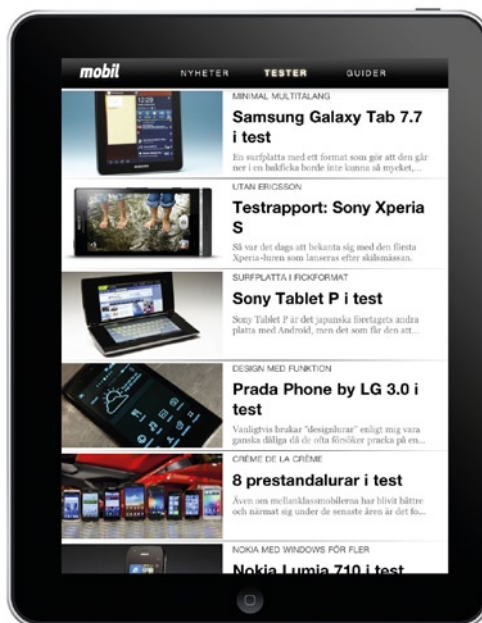 mobil
NYHETER TESTER GUIDER
MINIMAL MULTITALANG
Samsung Galaxy Tab 7.7
i test
En surfplatta med ett format som gör att den går
ner i en bakficka borde inte kunna så mycket,...
UTAN ERICSSON
Testrapport: Sony Xperia
S
Så var det dags att bekanta sig med den första
Xperia-luren som lanseras efter skilsmässan.
SURFPLATTA I FICKFORMAT
Sony Tablet P i test
Sony Tablet P är det japanska företagets andra
platta med Android, men det som får den att...
DESIGN MED FUNKTION
Prada Phone by LG 3.0 i
test
Vanligtvis brukar "designlurar" enligt mig vara
ganska dåliga då de ofta försöker pracka på en...
CRÈME DE LA CRÈME
8 prestandalurar i test
Även om mellanklassmobilerna har blivit bättre
och närmat sig under de senaste åren är det fo...
NOKIA MED WINDOWS FÖR FLER
Nokia Lumia 710 i test